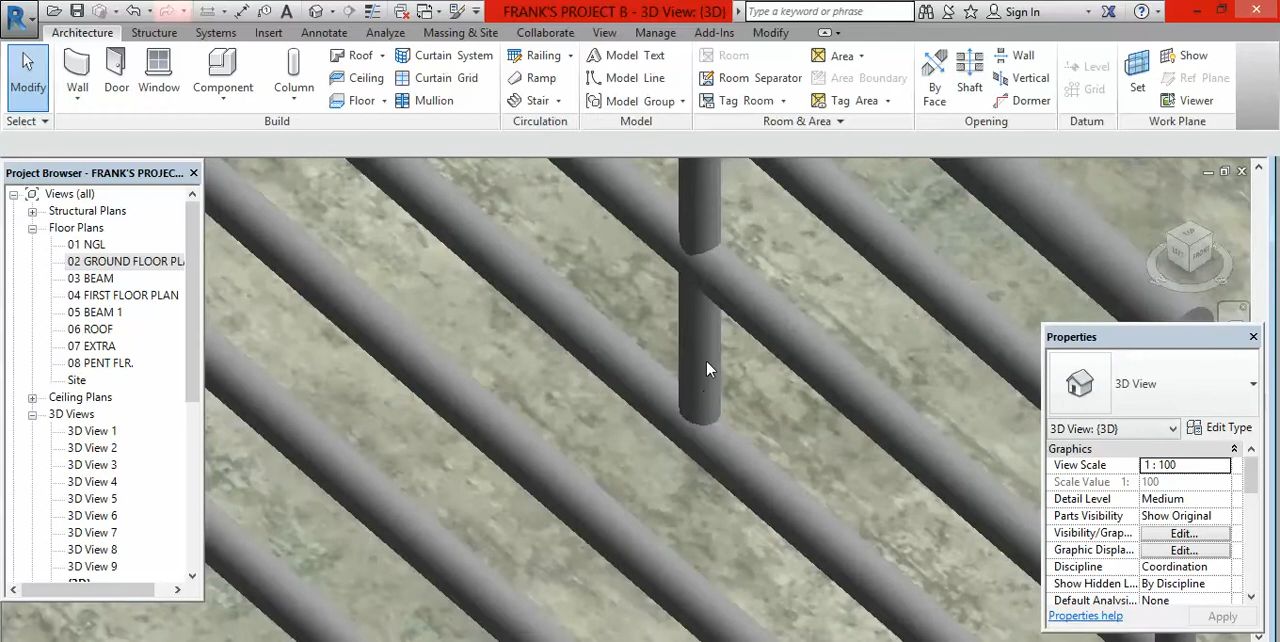 FRANK'S PROJECT B - 3D View: {3D}
Type a keyword or phrase
Sign In
Architecture Structure Systems Insert Annotate Analyze Massing & Site Collaborate View Manage Add-Ins Modify
Modify
Wall
Door
Window
Component
Column
Roof
Ceiling
Floor
Curtain System
Curtain Grid
Mullion
Railing
Ramp
Stair
Model Text
Model Line
Model Group
Room
Room Separator
Tag Room
Area
Area Boundary
Tag Area
By Face
Shaft
Wall
Vertical
Dormer
Level
Grid
Set
Show
Ref Plane
Viewer
Select Build Circulation Model Room & Area Opening Datum Work Plane
Project Browser - FRANK'S PROJEC...
Views (all)
Structural Plans
Floor Plans
01 NGL
02 GROUND FLOOR PL
03 BEAM
04 FIRST FLOOR PLAN
05 BEAM 1
06 ROOF
07 EXTRA
08 PENT FLR.
Site
Ceiling Plans
3D Views
3D View 1
3D View 2
3D View 3
3D View 4
3D View 5
3D View 6
3D View 7
3D View 8
3D View 9
Properties
3D View
3D View: {3D} Edit Type
Graphics
View Scale 1 : 100
Scale Value 1: 100
Detail Level Medium
Parts Visibility Show Original
Visibility/Grap... Edit...
Graphic Displa... Edit...
Discipline Coordination
Show Hidden L... By Discipline
Default Analysi... None
Properties help Apply